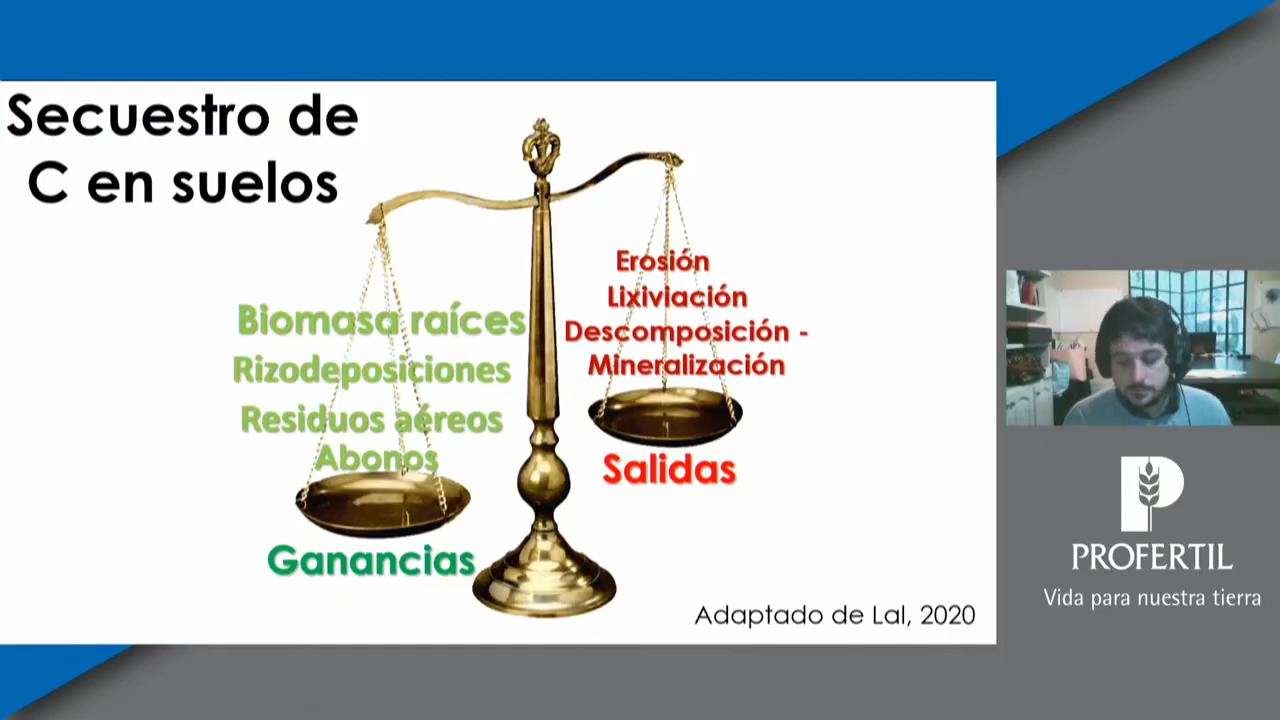 Secuestro de
C en suelos
Biomasa raíces
Rizodeposiciones
Residuos aéreos
Abonos
Ganancias
Erosión
Lixiviación
Descomposición -
Mineralización
Salidas
Adaptado de Lal, 2020
PROFERTIL
Vida para nuestra tierra